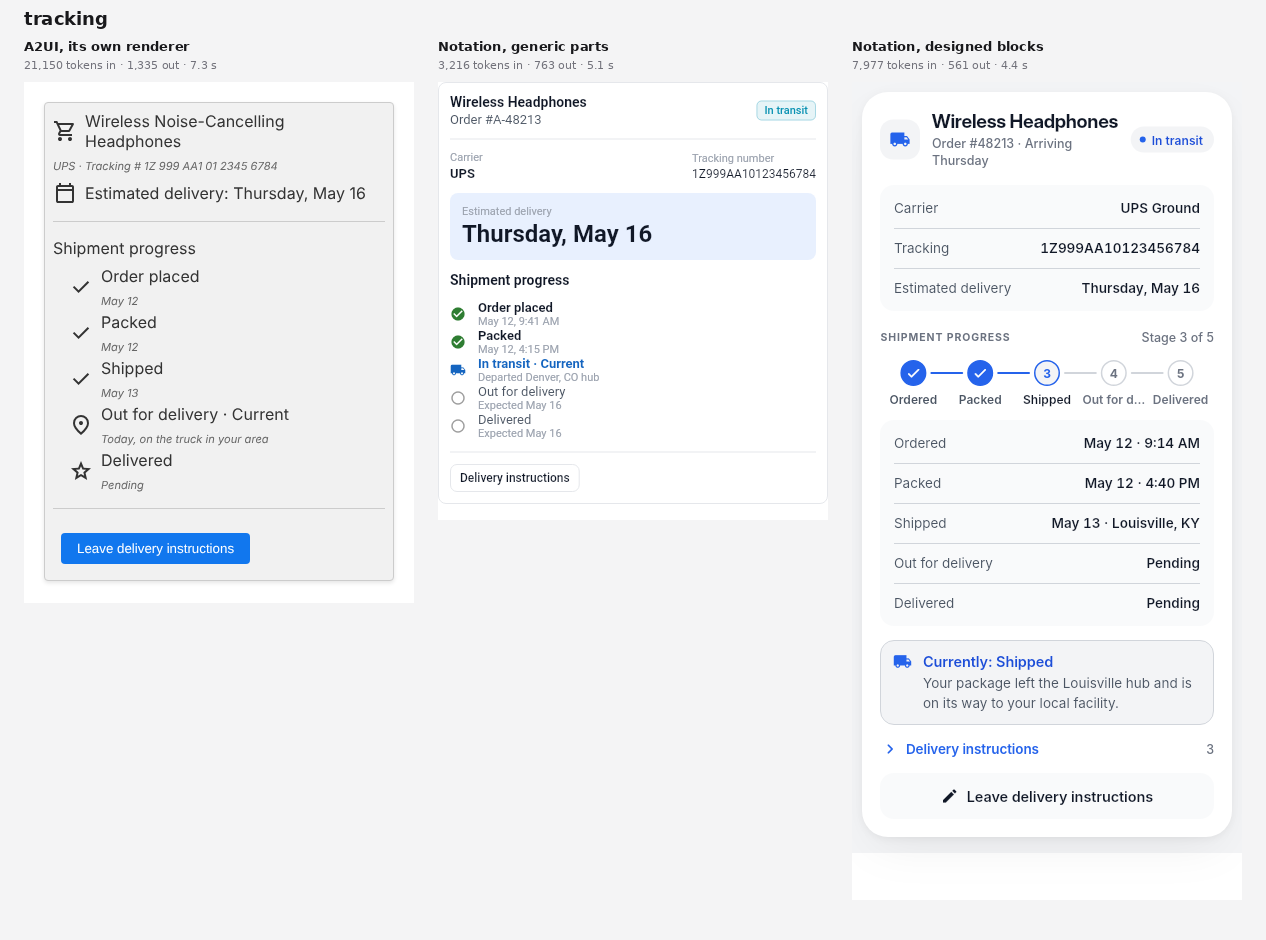 tracking
A2UI, its own renderer
21,150 tokens in · 1,335 out · 7.3 s
Wireless Noise-Cancelling
Headphones
UPS · Tracking # 1Z 999 AA1 01 2345 6784
Estimated delivery: Thursday, May 16
Shipment progress
Order placed
May 12
Packed
May 12
Shipped
May 13
Out for delivery · Current
Today, on the truck in your area
Delivered
Pending
Leave delivery instructions
Notation, generic parts
3,216 tokens in · 763 out · 5.1 s
Wireless Headphones
Order #A-48213
In transit
Carrier
UPS
Tracking number
1Z999AA10123456784
Estimated delivery
Thursday, May 16
Shipment progress
Order placed
May 12, 9:41 AM
Packed
May 12, 4:15 PM
In transit · Current
Departed Denver, CO hub
Out for delivery
Expected May 16
Delivered
Expected May 16
Delivery instructions
Notation, designed blocks
7,977 tokens in · 561 out · 4.4 s
Wireless Headphones
Order #48213 · Arriving
Thursday
In transit
Carrier UPS Ground
Tracking 1Z999AA10123456784
Estimated delivery Thursday, May 16
SHIPMENT PROGRESS Stage 3 of 5
3 4 5
Ordered Packed Shipped Out for d... Delivered
Ordered May 12 · 9:14 AM
Packed May 12 · 4:40 PM
Shipped May 13 · Louisville, KY
Out for delivery Pending
Delivered Pending
Currently: Shipped
Your package left the Louisville hub and is
on its way to your local facility.
Delivery instructions 3
Leave delivery instructions